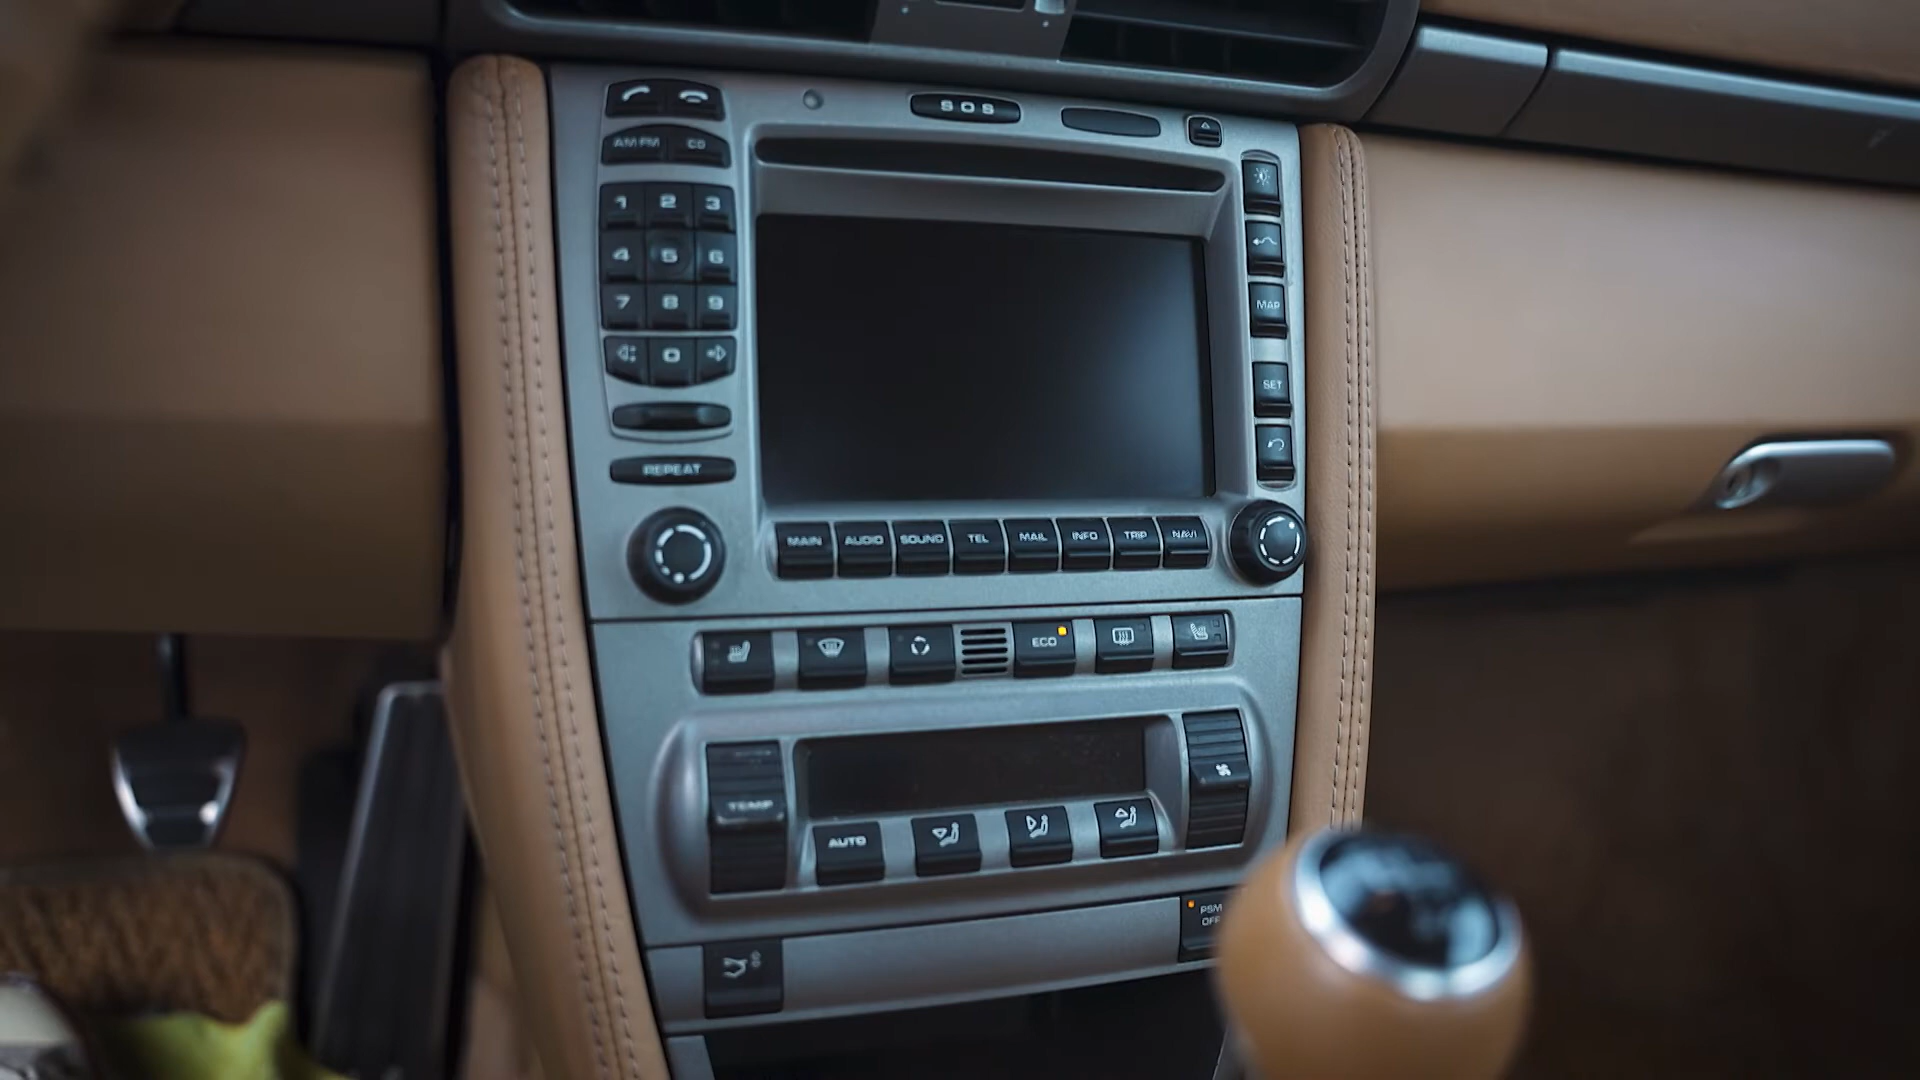 SOS
AM FM CD
1 2 3
4 5 6
7 8 9
0
MAP
SET
REPEAT
MAIN AUDIO SOUND TEL MAIL INFO TRIP NAVI
ECO
TEMP
AUTO
PSM
OFF